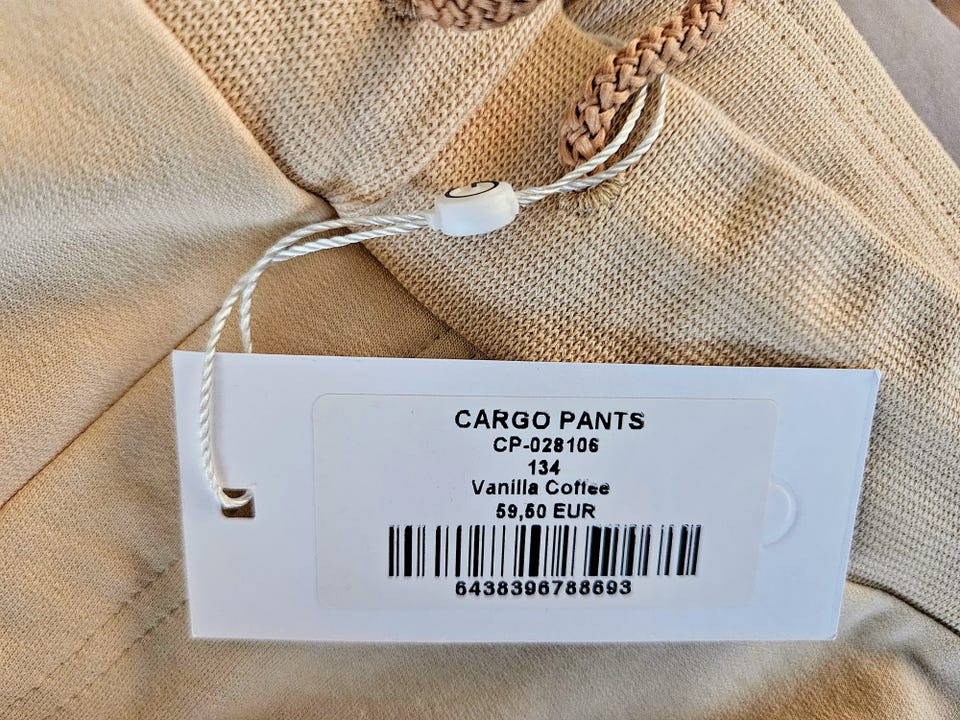 CARGO PANTS
CP-028106
134
Vanilla Coffee
59,50 EUR
6438396788693